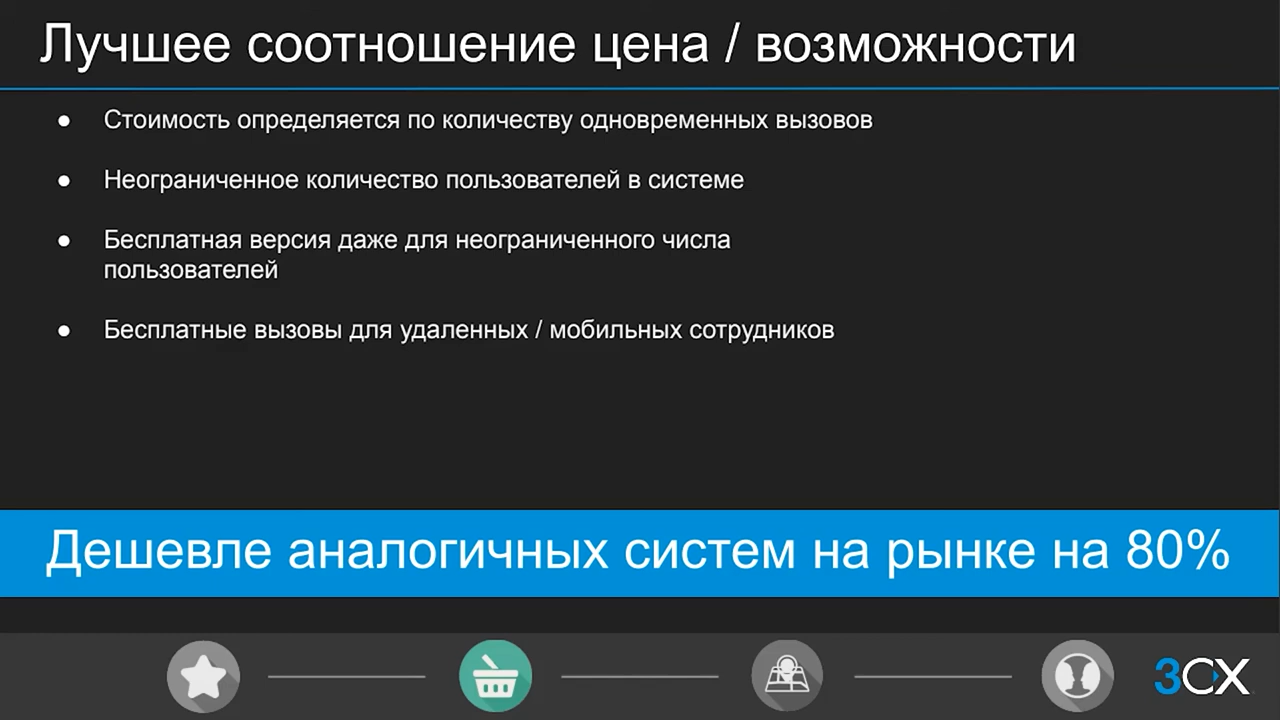 Лучшее соотношение цена / возможности
● Стоимость определяется по количеству одновременных вызовов
● Неограниченное количество пользователей в системе
● Бесплатная версия даже для неограниченного числа
пользователей
● Бесплатные вызовы для удаленных / мобильных сотрудников
Дешевле аналогичных систем на рынке на 80%
3CX